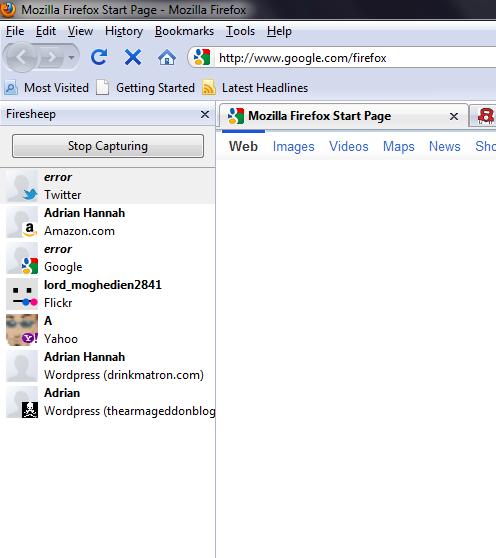 Mozilla Firefox Start Page - Mozilla Firefox
File Edit View History Bookmarks Tools Help
http://www.google.com/firefox
Most Visited Getting Started Latest Headlines
Firesheep
Mozilla Firefox Start Page
Stop Capturing
Web Images Videos Maps News Sho
error
Twitter
Adrian Hannah
Amazon.com
error
Google
lord_moghedien2841
Flickr
A
Yahoo
Adrian Hannah
Wordpress (drinkmatron.com)
Adrian
Wordpress (thearmageddonblog